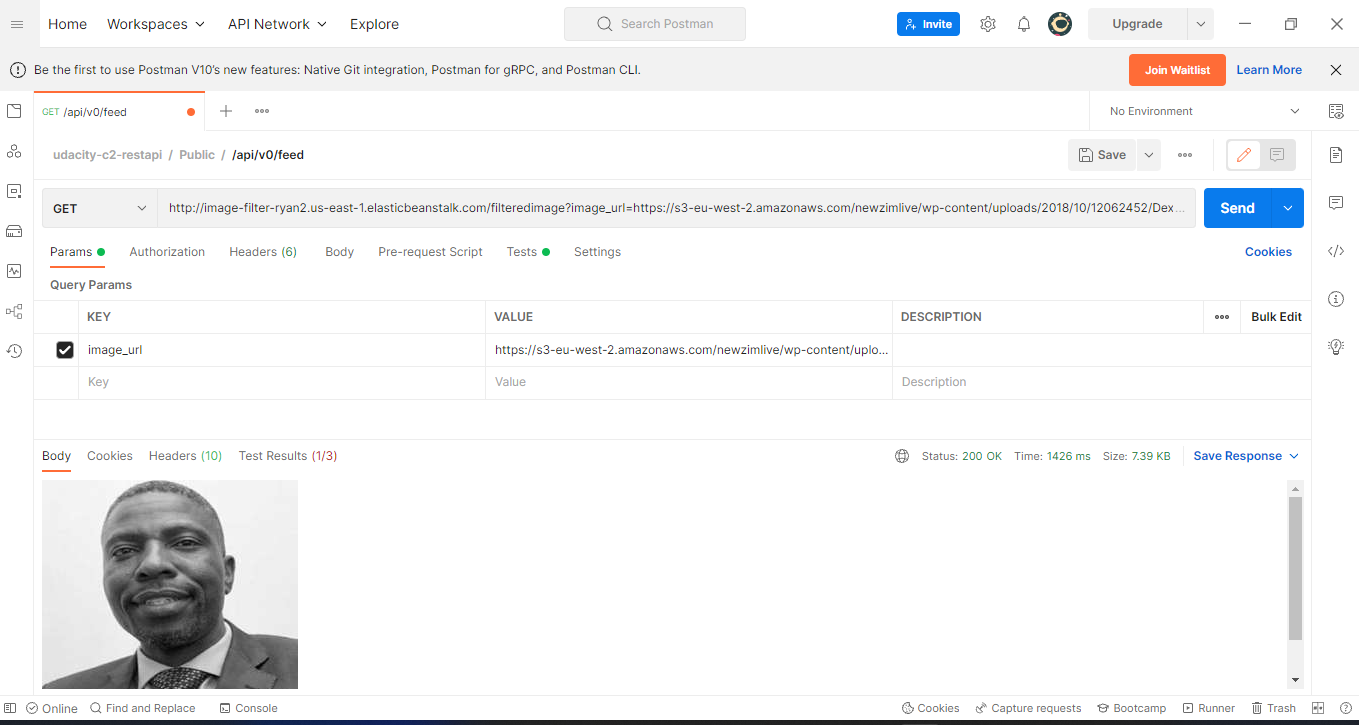 Home Workspaces API Network Explore Search Postman Invite Upgrade
Be the first to use Postman V10's new features: Native Git integration, Postman for gRPC, and Postman CLI. Join Waitlist Learn More
GET /api/v0/feed No Environment
udacity-c2-restapi / Public / /api/v0/feed Save
GET http://image-filter-ryan2.us-east-1.elasticbeanstalk.com/filteredimage?image_url=https://s3-eu-west-2.amazonaws.com/newzimlive/wp-content/uploads/2018/10/12062452/Dex... Send
Params Authorization Headers (6) Body Pre-request Script Tests Settings Cookies
Query Params
KEY VALUE DESCRIPTION Bulk Edit
image_url https://s3-eu-west-2.amazonaws.com/newzimlive/wp-content/uplo...
Key Value Description
Body Cookies Headers (10) Test Results (1/3) Status: 200 OK Time: 1426 ms Size: 7.39 KB Save Response
Online Find and Replace Console Cookies Capture requests Bootcamp Runner Trash